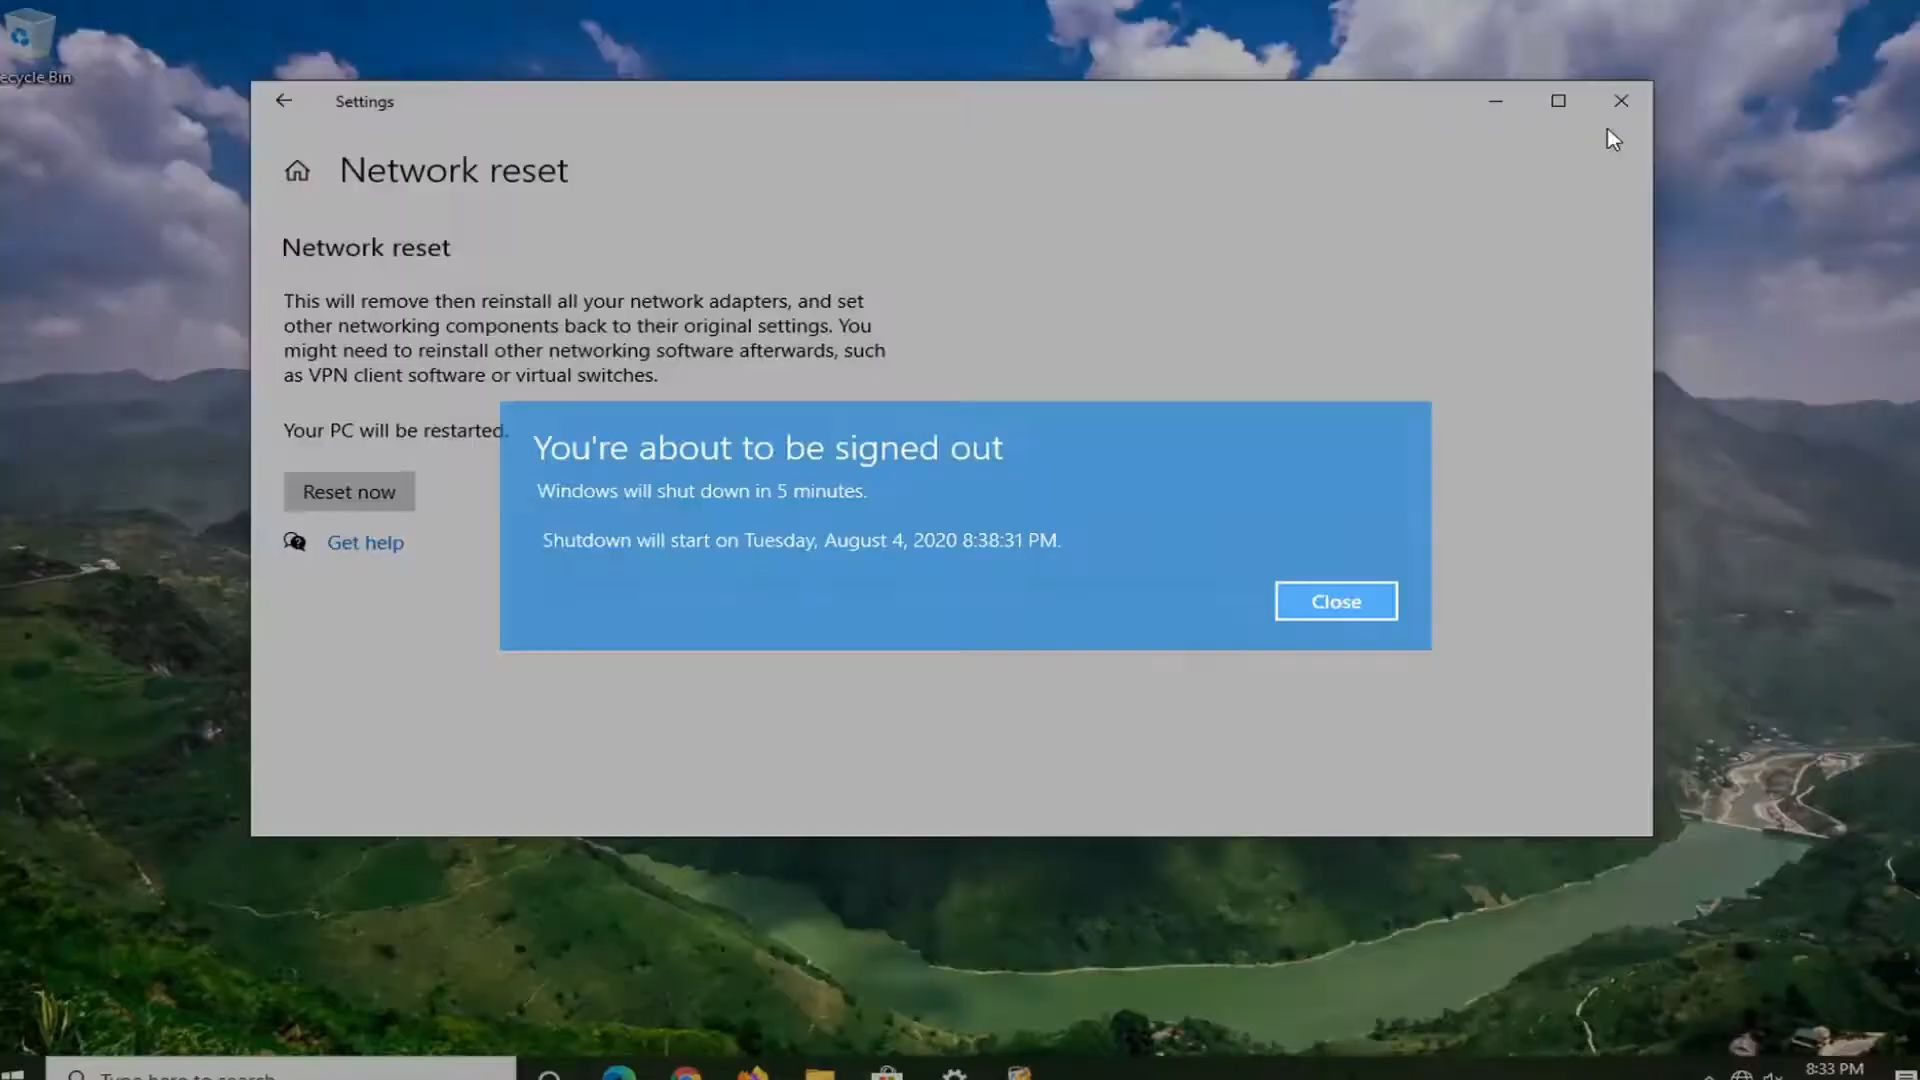 ecycle Bin
Settings
Network reset
Network reset
This will remove then reinstall all your network adapters, and set
other networking components back to their original settings. You
might need to reinstall other networking software afterwards, such
as VPN client software or virtual switches.
Your PC will be restarted.
Reset now
Get help
You're about to be signed out
Windows will shut down in 5 minutes.
Shutdown will start on Tuesday, August 4, 2020 8:38:31 PM.
Close
Type here to search
8:33 PM